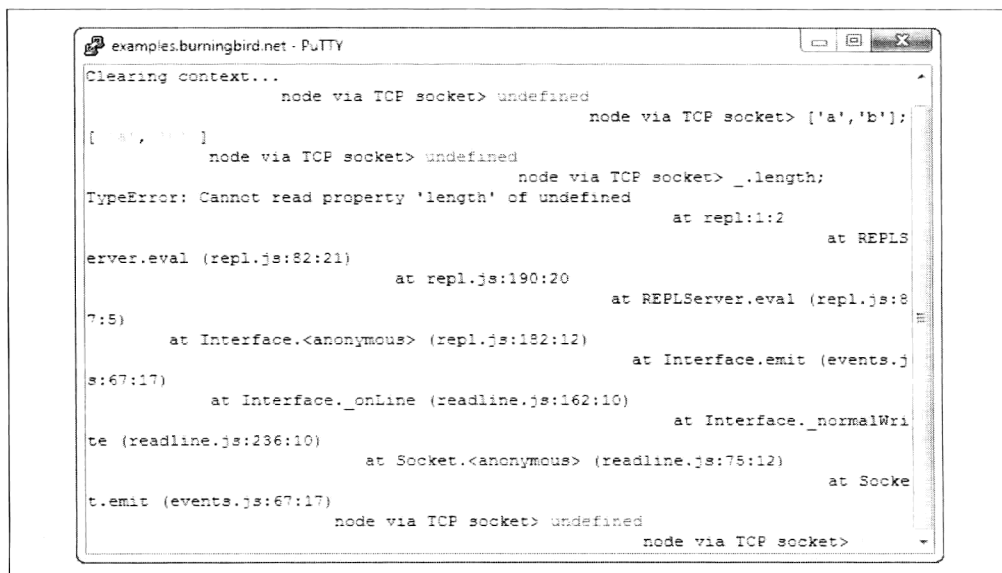 examples.burningbird.net - PuTTY
Clearing context...
node via TCP socket> undefined
node via TCP socket> ['a','b'];
[ 'a', 'b' ]
node via TCP socket> undefined
node via TCP socket> _.length;
TypeError: Cannot read property 'length' of undefined
at repl:1:2
at REPLS
erver.eval (repl.js:82:21)
at repl.js:190:20
at REPLServer.eval (repl.js:8
7:5)
at Interface.<anonymous> (repl.js:182:12)
at Interface.emit (events.j
s:67:17)
at Interface._onLine (readline.js:162:10)
at Interface._normalWri
te (readline.js:236:10)
at Socket.<anonymous> (readline.js:75:12)
at Socke
t.emit (events.js:67:17)
node via TCP socket> undefined
node via TCP socket>